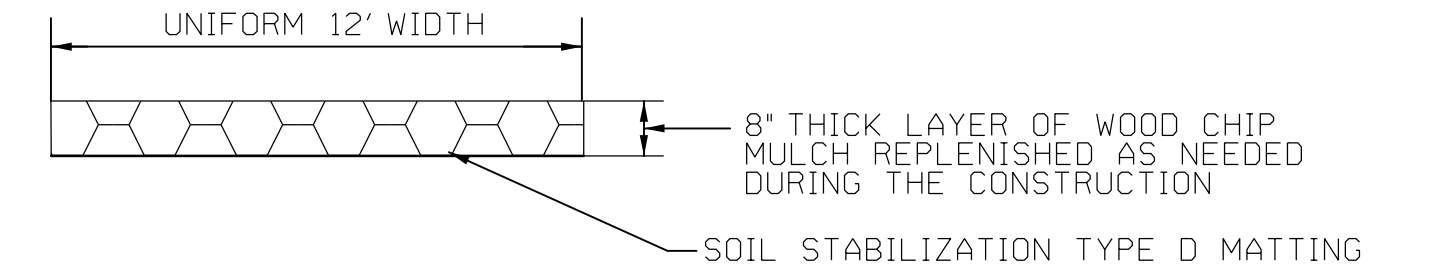 UNIFORM 12' WIDTH
8" THICK LAYER OF WOOD CHIP
MULCH REPLENISHED AS NEEDED
DURING THE CONSTRUCTION
SOIL STABILIZATION TYPE D MATTING